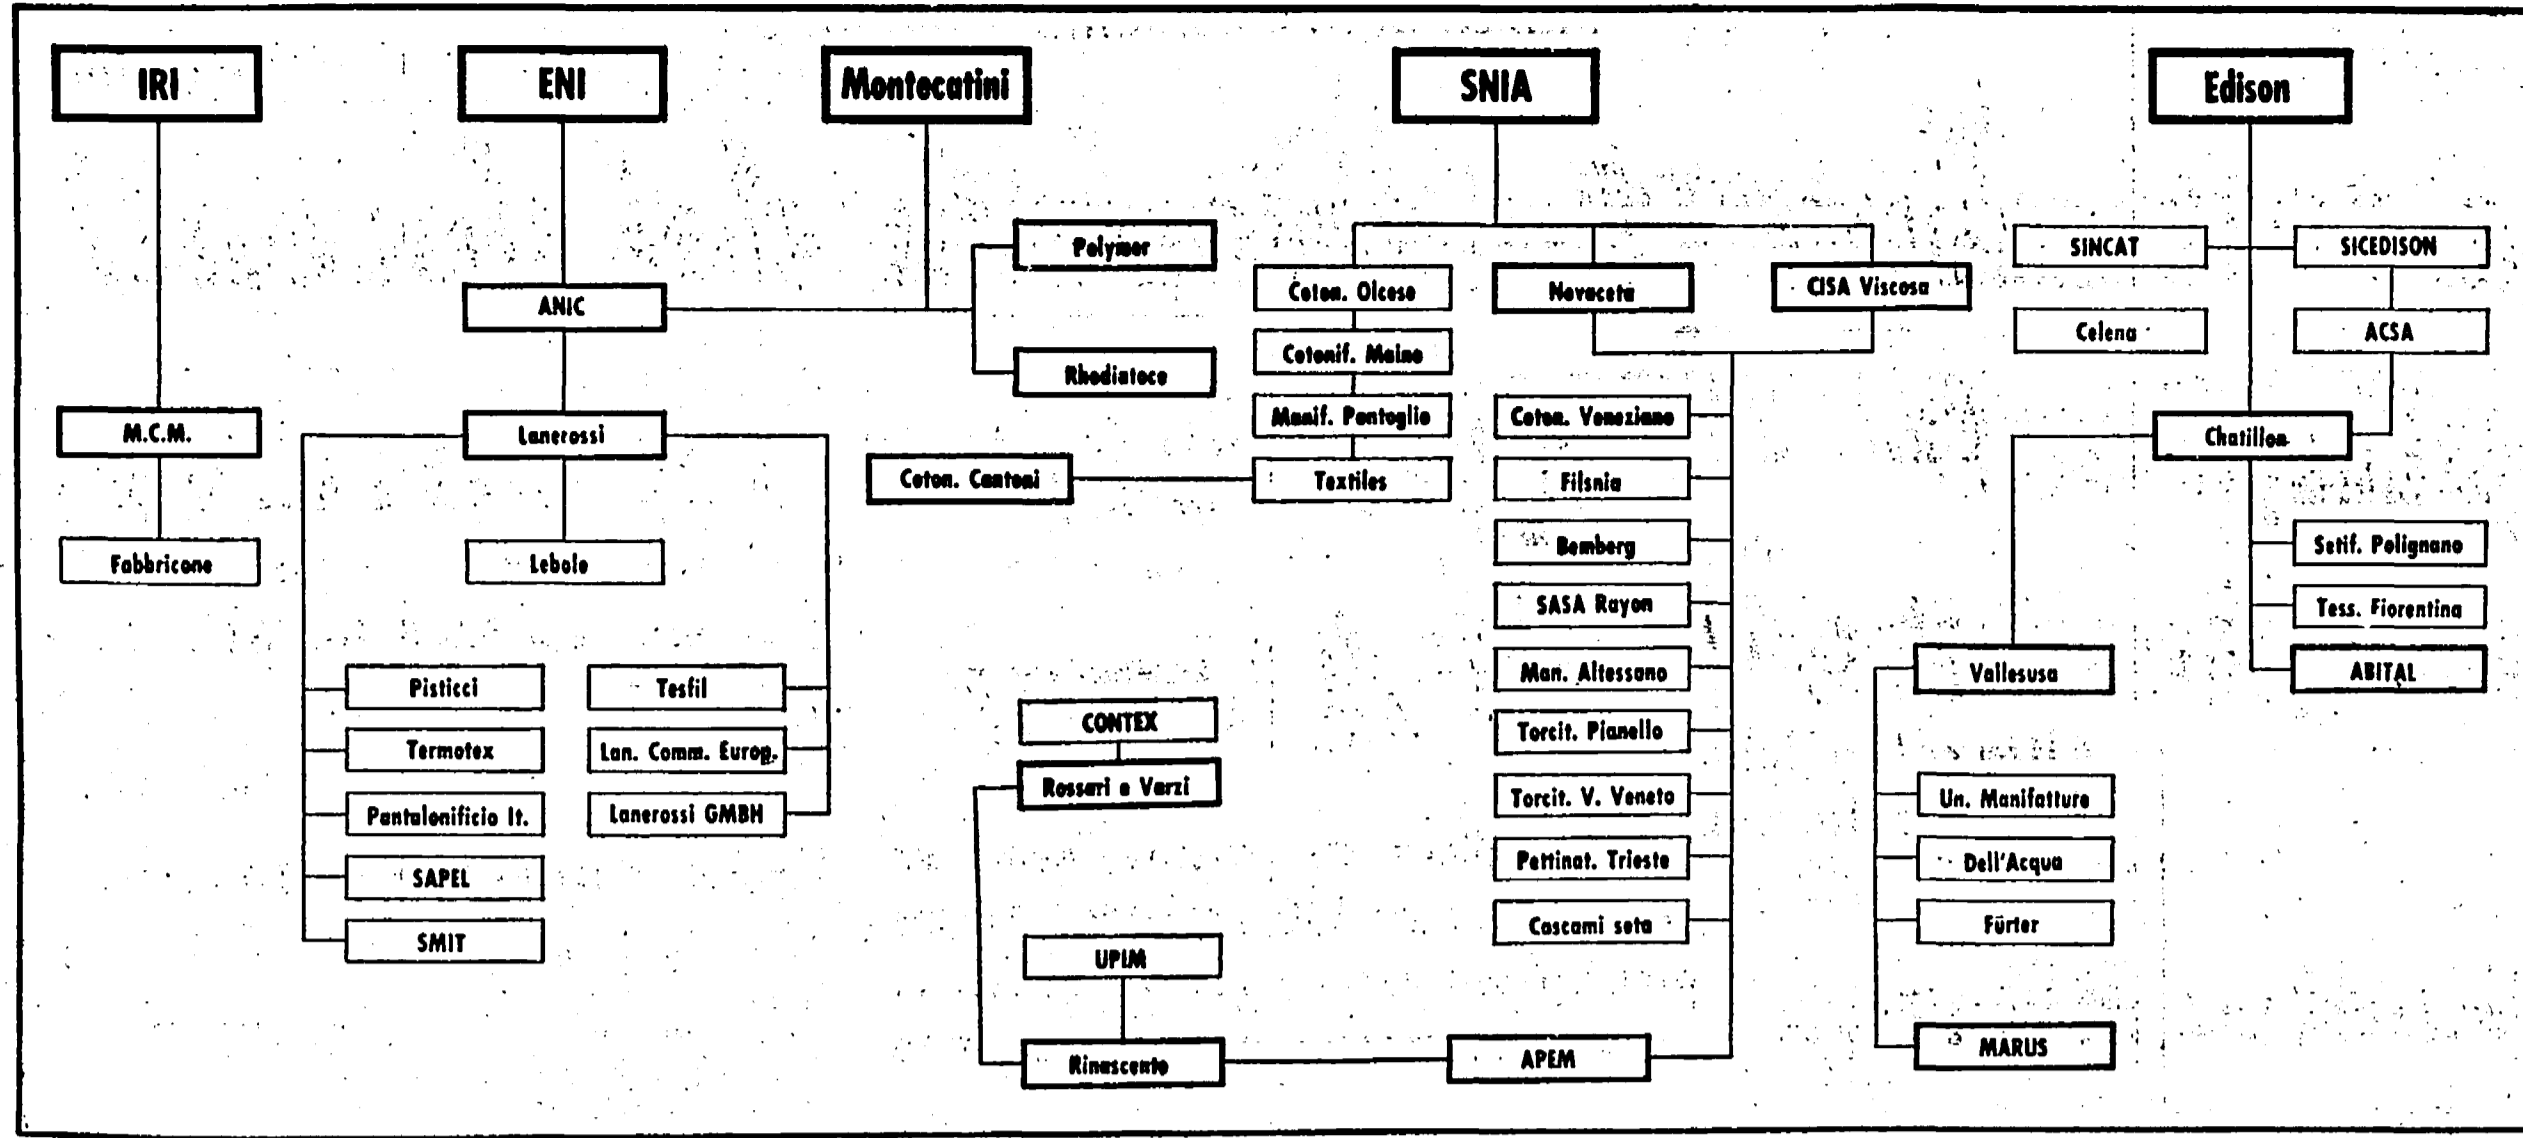 IRI
ENI
Montecatini
SNIA
Edison
Polymer
SINCAT
SICEDISON
Coton. Olcese
Novaceta
CISA Viscosa
ANIC
Celena
ACSA
Cotonif. Maino
Rhodiatoce
Manif. Pontoglio
Coton. Veneziano
M.C.M.
Lanerossi
Chatillon
Coton. Cantoni
Textiles
Filsnia
Fabbricone
Lebole
Bemberg
Setif. Polignano
SASA Rayon
Tess. Fiorentina
Pisticci
Tesfil
Man. Altessano
Vallesusa
ABITAL
CONTEX
Torcit. Pianello
Termotex
Lan. Comm. Europ.
Rossari e Varzi
Torcit. V. Veneto
Un. Manifatture
Pantalonificio It.
Lanerossi GMBH
Pettinat. Trieste
Dell'Acqua
SAPEL
Cascami seta
Fürter
SMIT
UPIM
Rinascente
APEM
MARUS